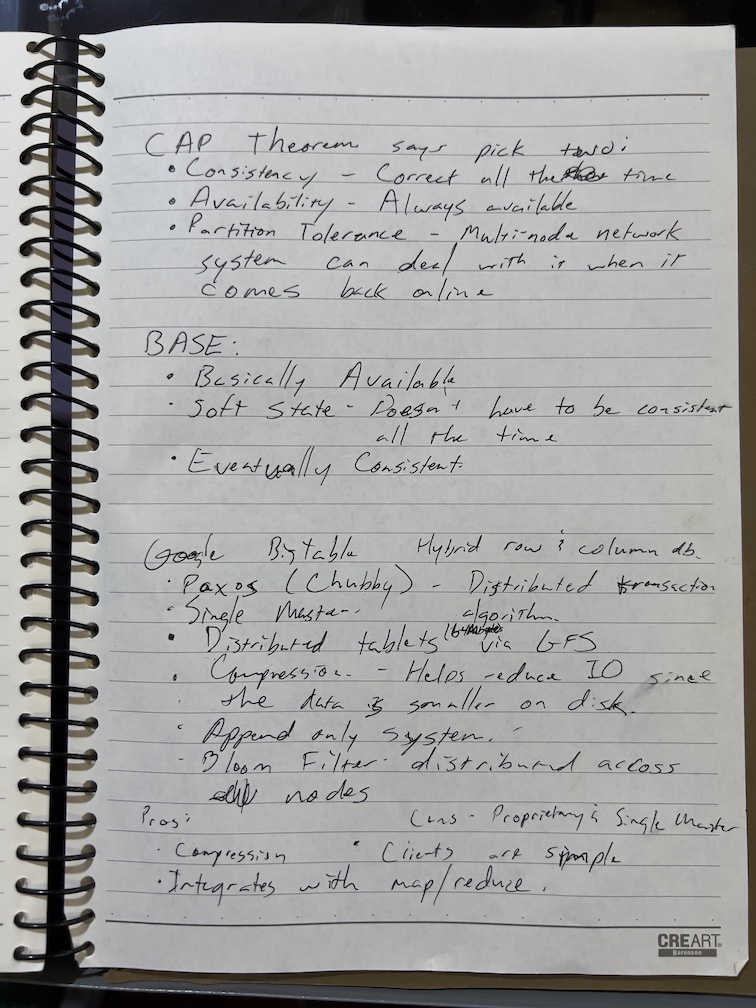 CAP Theorem says pick two:
• Consistency - Correct all the time
• Availability - Always available
• Partition Tolerance - Multi-node network
system can deal with it when it
comes back online
BASE:
• Basically Available
• Soft State - Doesn't have to be consistent
all the time
• Eventually Consistent.
Google Bigtable Hybrid row & column db.
• Paxos (Chubby) - Distributed transaction
algorithm.
• Single Master.
• Distributed tablets via GFS
• Compression. - Helps reduce IO since
the data is smaller on disk.
• Append only system.
- Bloom Filter - distributed across
nodes
Pros: Cons - Proprietary & Single Master
• Compression • Clients are simple
• Integrates with map/reduce.
CREART